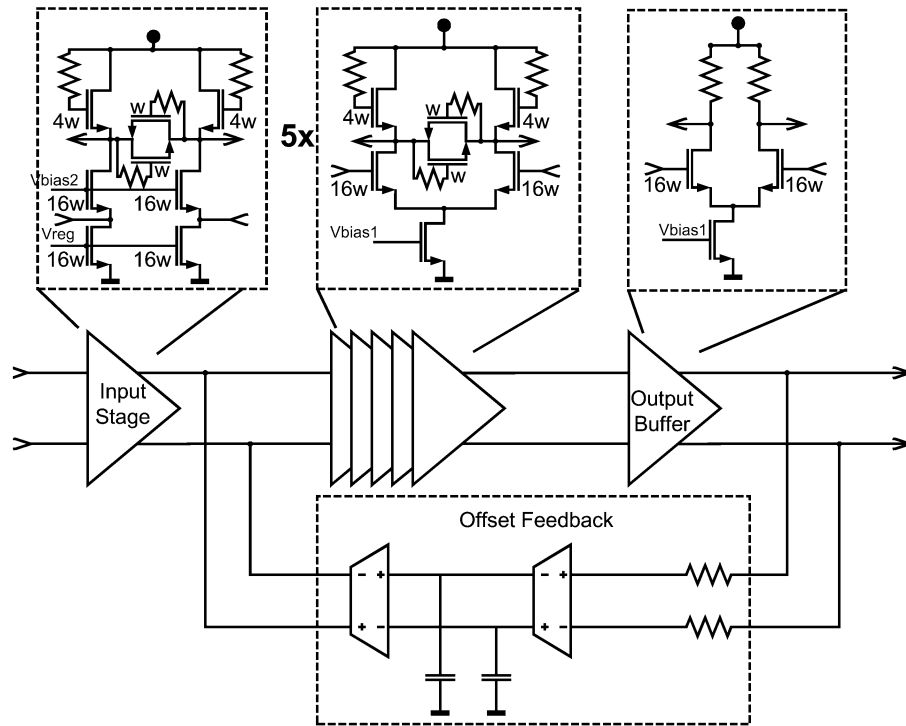 4w w 4w
w
Vbias2
16w 16w
Vreg
16w 16w
5x
4w w 4w
w
16w 16w
Vbias1
16w 16w
Vbias1
Input
Stage
Output
Buffer
Offset Feedback
- + - +
+ - + -